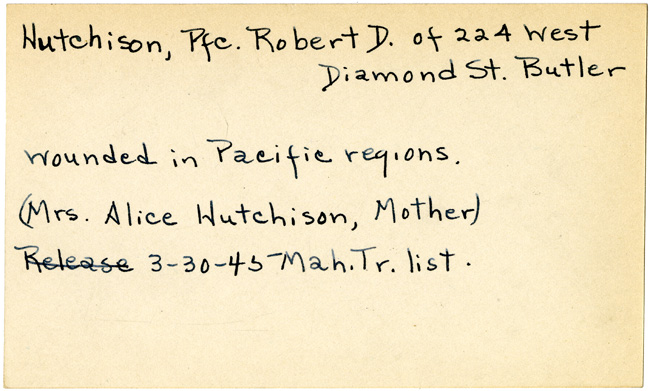 Hutchison, Pfc. Robert D. of 224 West
Diamond St. Butler
wounded in Pacific regions.
(Mrs. Alice Hutchison, Mother)
Release 3-30-45 Mah. Tr. list.